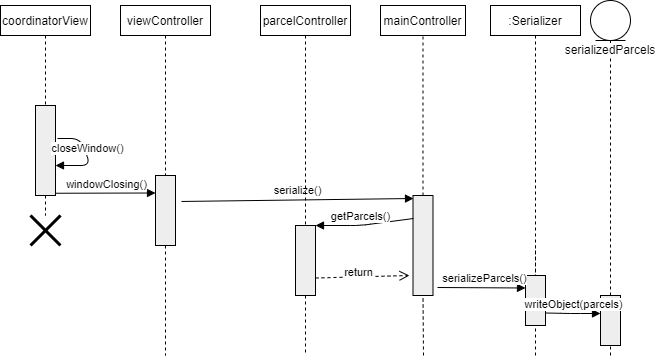 coordinatorView
viewController
parcelController
mainController
:Serializer
serializedParcels
closeWindow()
windowClosing()
serialize()
getParcels()
return
serializeParcels()
writeObject(parcels)